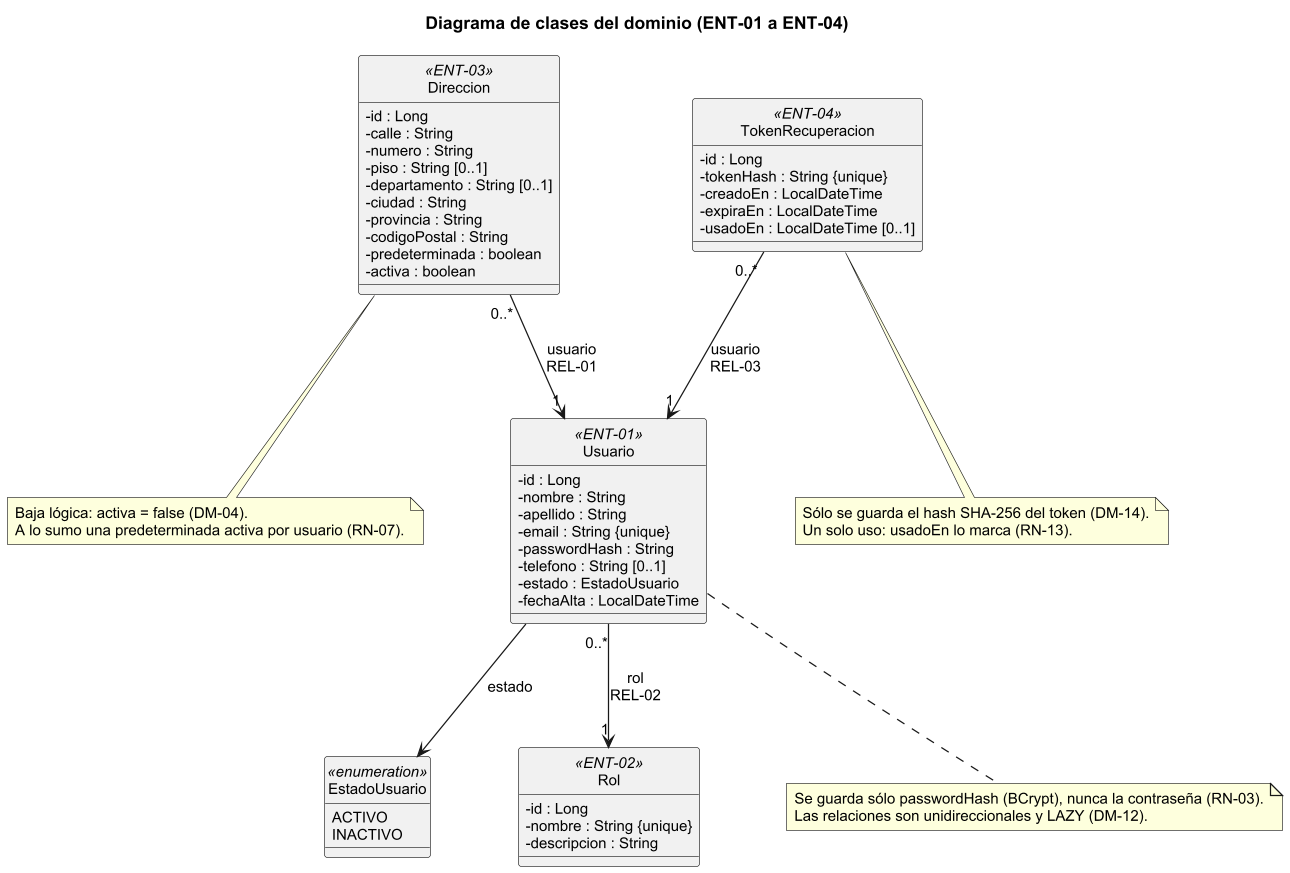 Diagrama de clases del dominio (ENT-01 a ENT-04)
«ENT-03»
Direccion
-id : Long
-calle : String
-numero : String
-piso : String [0..1]
-departamento : String [0..1]
-ciudad : String
-provincia : String
-codigoPostal : String
-predeterminada : boolean
-activa : boolean
«ENT-04»
TokenRecuperacion
-id : Long
-tokenHash : String {unique}
-creadoEn : LocalDateTime
-expiraEn : LocalDateTime
-usadoEn : LocalDateTime [0..1]
0..*
usuario
REL-01
1
0..*
usuario
REL-03
1
Baja lógica: activa = false (DM-04).
A lo sumo una predeterminada activa por usuario (RN-07).
«ENT-01»
Usuario
-id : Long
-nombre : String
-apellido : String
-email : String {unique}
-passwordHash : String
-telefono : String [0..1]
-estado : EstadoUsuario
-fechaAlta : LocalDateTime
Sólo se guarda el hash SHA-256 del token (DM-14).
Un solo uso: usadoEn lo marca (RN-13).
estado
0..*
rol
REL-02
1
«enumeration»
EstadoUsuario
ACTIVO
INACTIVO
«ENT-02»
Rol
-id : Long
-nombre : String {unique}
-descripcion : String
Se guarda sólo passwordHash (BCrypt), nunca la contraseña (RN-03).
Las relaciones son unidireccionales y LAZY (DM-12).